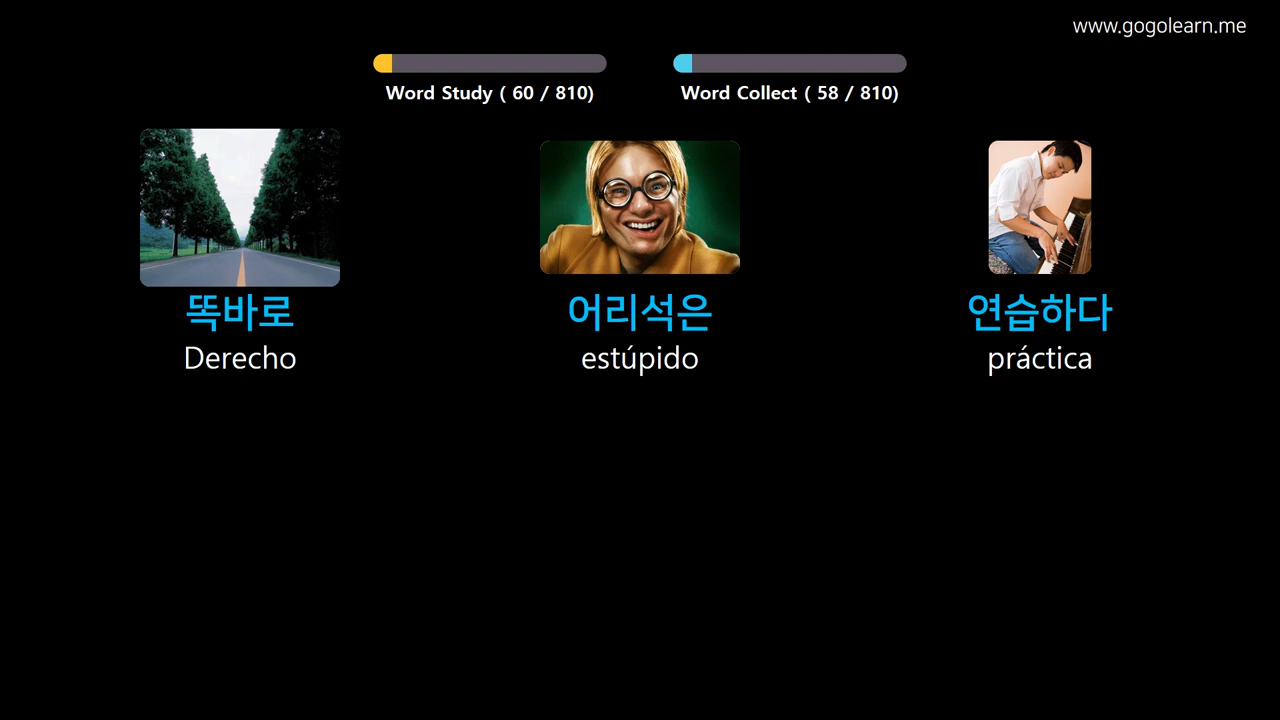 www.gogolearn.me
Word Study ( 60 / 810)
Word Collect ( 58 / 810)
똑바로
어리석은
연습하다
Derecho
estúpido
práctica